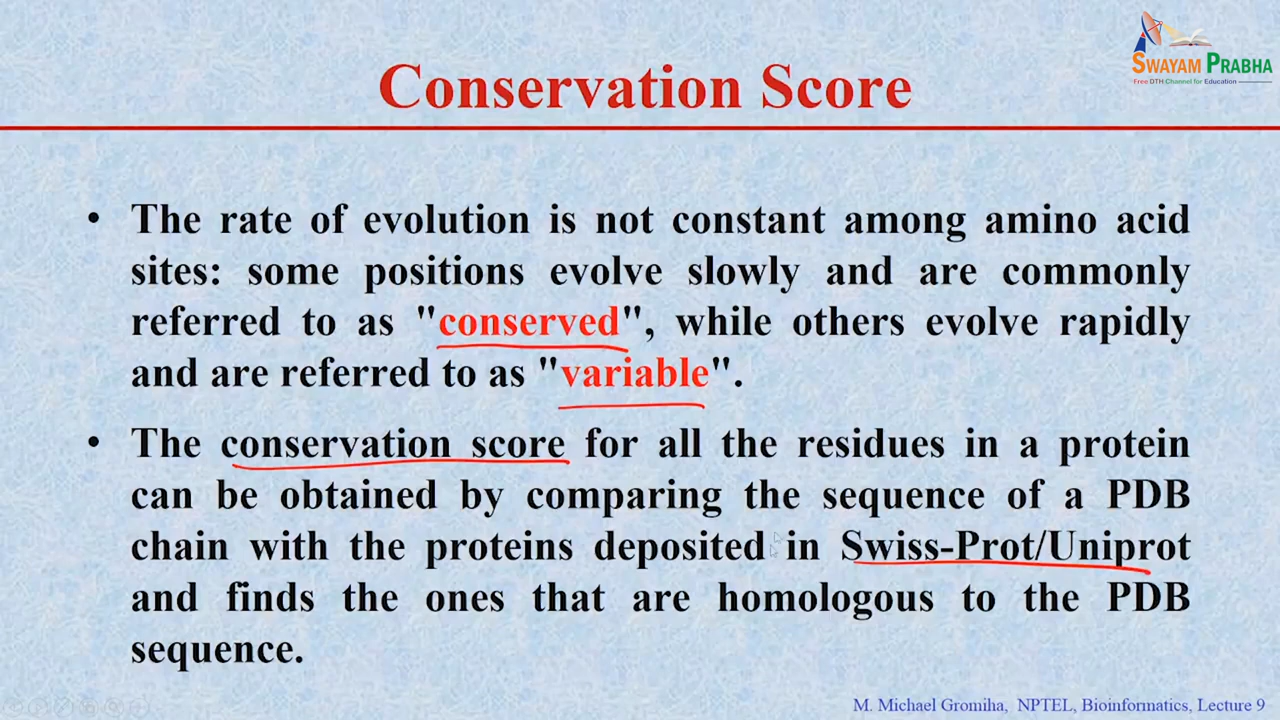 SWAYAM PRABHA
Free DTH Channel for Education
Conservation Score
• The rate of evolution is not constant among amino acid
sites: some positions evolve slowly and are commonly
referred to as "conserved", while others evolve rapidly
and are referred to as "variable".
• The conservation score for all the residues in a protein
can be obtained by comparing the sequence of a PDB
chain with the proteins deposited in Swiss-Prot/Uniprot
and finds the ones that are homologous to the PDB
sequence.
M. Michael Gromiha, NPTEL, Bioinformatics, Lecture 9